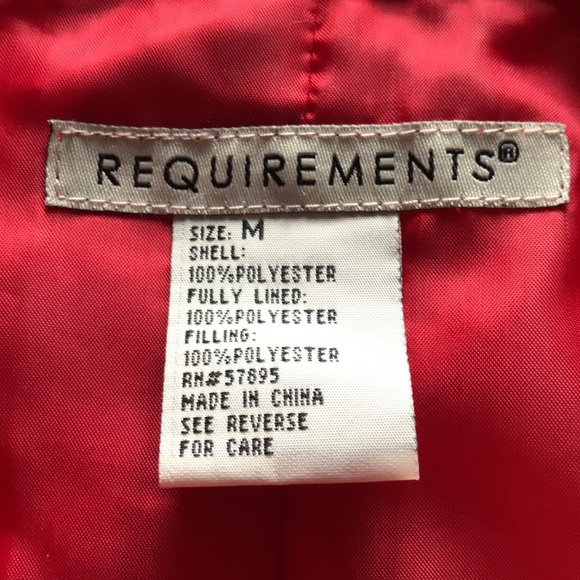 REQUIREMENTS®
SIZE: M
SHELL:
100%POLYESTER
FULLY LINED:
100%POLYESTER
FILLING:
100%POLYESTER
RN#57895
MADE IN CHINA
SEE REVERSE
FOR CARE